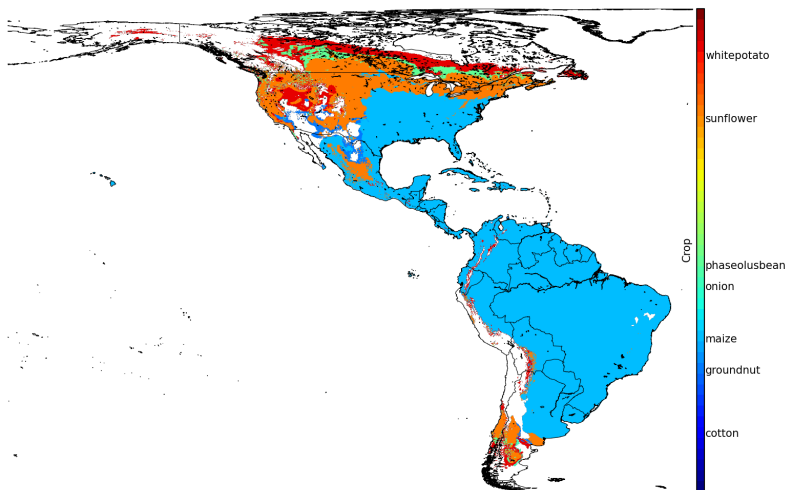 whitepotato
sunflower
Crop
phaseolusbean
onion
maize
groundnut
cotton